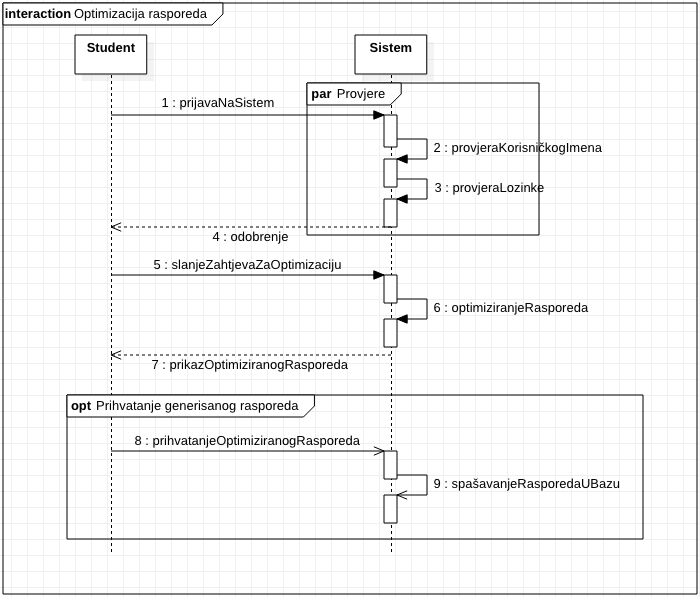 interaction Optimizacija rasporeda
Student
Sistem
par Provjere
1 : prijavaNaSistem
2 : provjeraKorisničkogImena
3 : provjeraLozinke
4 : odobrenje
5 : slanjeZahtjevaZaOptimizaciju
6 : optimiziranjeRasporeda
7 : prikazOptimiziranogRasporeda
opt Prihvatanje generisanog rasporeda
8 : prihvatanjeOptimiziranogRasporeda
9 : spašavanjeRasporedaUBazu